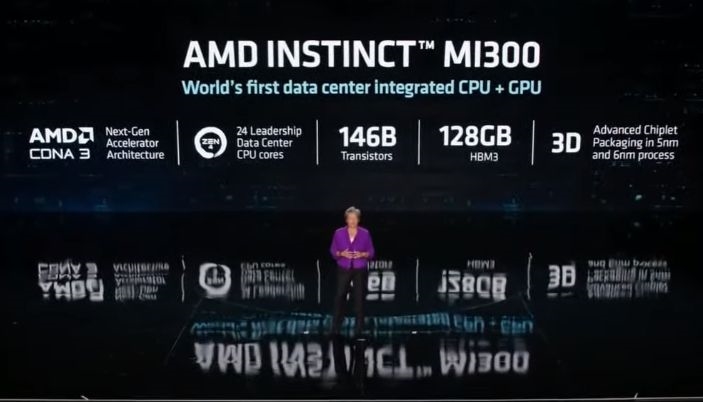 AMD INSTINCT™ MI300
World's first data center integrated CPU + GPU
AMD
CDNA 3
Next-Gen
Accelerator
Architecture
ZEN
4
24 Leadership
Data Center
CPU cores
146B
Transistors
128GB
HBM3
3D
Advanced Chiplet
Packaging in 5nm
and 6nm process